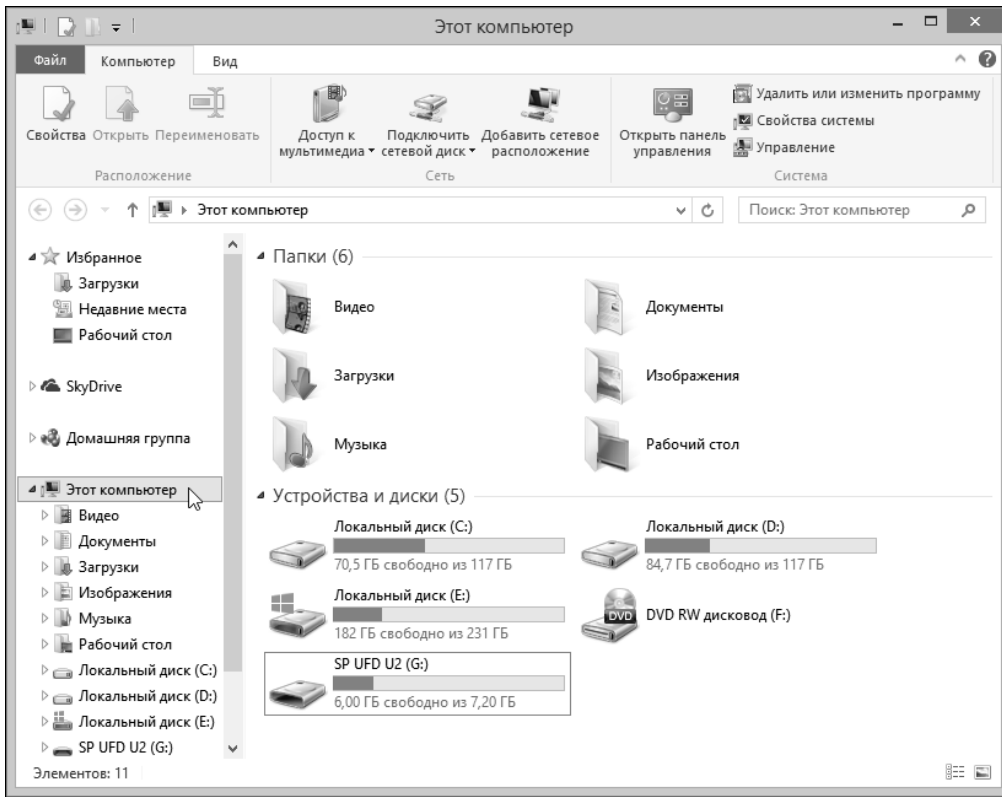 Этот компьютер
Файл Компьютер Вид
Свойства Открыть Переименовать
Расположение
Доступ к мультимедиа
Подключить сетевой диск
Добавить сетевое расположение
Сеть
Открыть панель управления
Удалить или изменить программу
Свойства системы
Управление
Система
Этот компьютер
Поиск: Этот компьютер
Избранное
Загрузки
Недавние места
Рабочий стол
SkyDrive
Домашняя группа
Этот компьютер
Видео
Документы
Загрузки
Изображения
Музыка
Рабочий стол
Локальный диск (C:)
Локальный диск (D:)
Локальный диск (E:)
SP UFD U2 (G:)
Папки (6)
Видео
Документы
Загрузки
Изображения
Музыка
Рабочий стол
Устройства и диски (5)
Локальный диск (C:)
70,5 ГБ свободно из 117 ГБ
Локальный диск (D:)
84,7 ГБ свободно из 117 ГБ
Локальный диск (E:)
182 ГБ свободно из 231 ГБ
DVD
DVD RW дисковод (F:)
SP UFD U2 (G:)
6,00 ГБ свободно из 7,20 ГБ
Элементов: 11